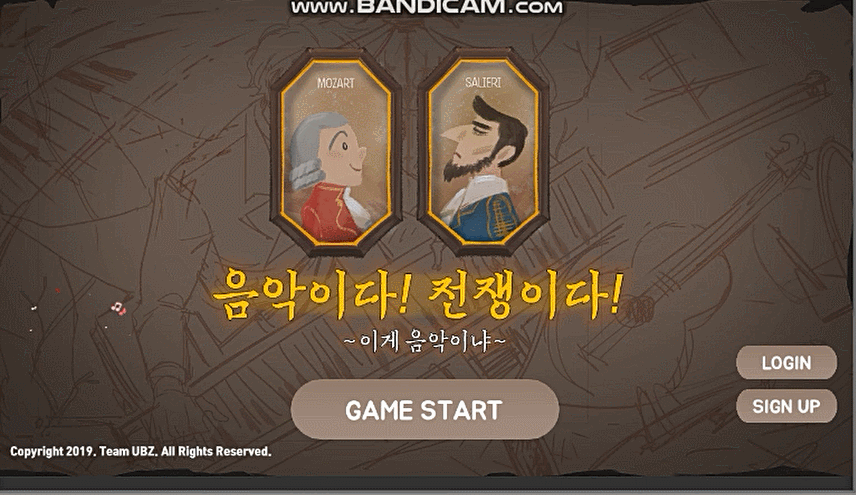 www.BANDICAM.com
MOZART
SALIERI
음악이다! 전쟁이다!
~이게 음악이냐~
LOGIN
GAME START
SIGN UP
Copyright 2019. Team UBZ. All Rights Reserved.